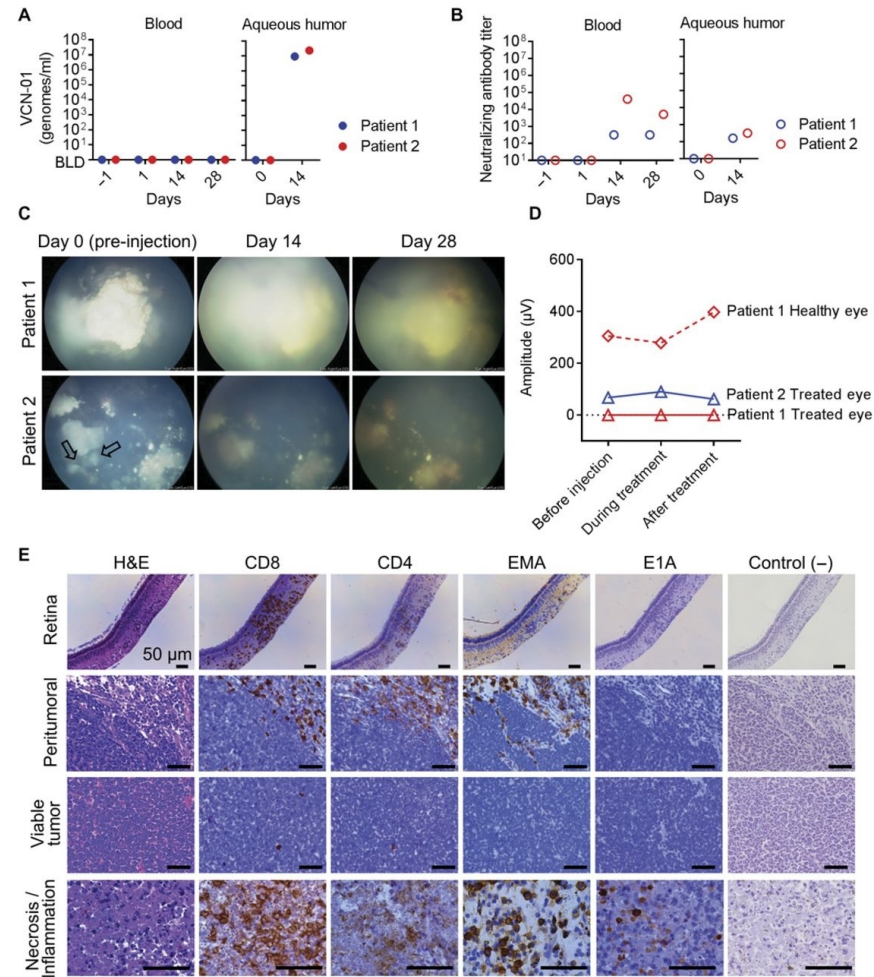 A
Blood
Aqueous humor
VCN-01
(genomes/ml)
10⁸
10⁷
10⁶
10⁵
10⁴
10³
10²
10¹
BLD
−1
1
14
28
0
14
Days
Days
Patient 1
Patient 2
B
Blood
Aqueous humor
Neutralizing antibody titer
10⁸
10⁷
10⁶
10⁵
10⁴
10³
10²
10¹
−1
1
14
28
0
14
Days
Days
Patient 1
Patient 2
C
Day 0 (pre-injection)
Day 14
Day 28
Patient 1
Patient 2
D
Amplitude (µV)
600
400
200
0
Patient 1 Healthy eye
Patient 2 Treated eye
Patient 1 Treated eye
Before injection
During treatment
After treatment
E
H&E
CD8
CD4
EMA
E1A
Control (−)
Retina
50 µm
Peritumoral
Viable
tumor
Necrosis /
Inflammation